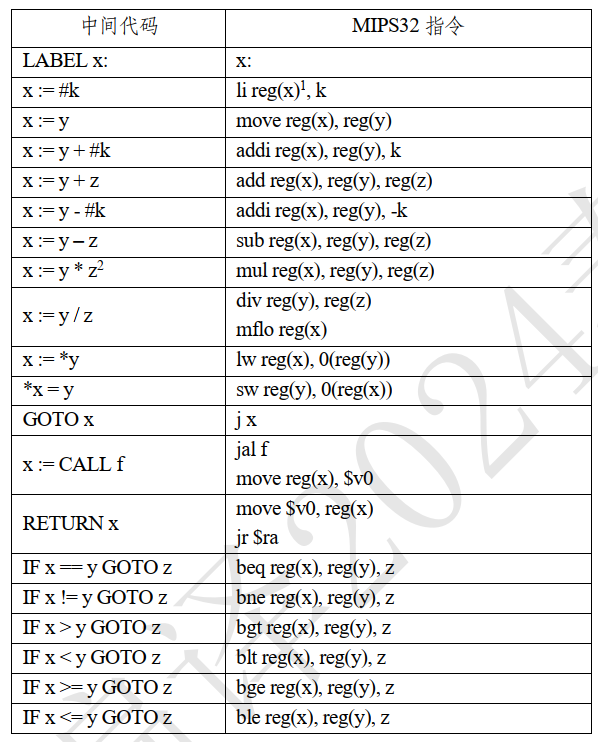 中间代码 MIPS32 指令
LABEL x: x:
x := #k li reg(x)1, k
x := y move reg(x), reg(y)
x := y + #k addi reg(x), reg(y), k
x := y + z add reg(x), reg(y), reg(z)
x := y - #k addi reg(x), reg(y), -k
x := y – z sub reg(x), reg(y), reg(z)
x := y * z2 mul reg(x), reg(y), reg(z)
x := y / z div reg(y), reg(z)
mflo reg(x)
x := *y lw reg(x), 0(reg(y))
*x = y sw reg(y), 0(reg(x))
GOTO x j x
x := CALL f jal f
move reg(x), $v0
RETURN x move $v0, reg(x)
jr $ra
IF x == y GOTO z beq reg(x), reg(y), z
IF x != y GOTO z bne reg(x), reg(y), z
IF x > y GOTO z bgt reg(x), reg(y), z
IF x < y GOTO z blt reg(x), reg(y), z
IF x >= y GOTO z bge reg(x), reg(y), z
IF x <= y GOTO z ble reg(x), reg(y), z
2024